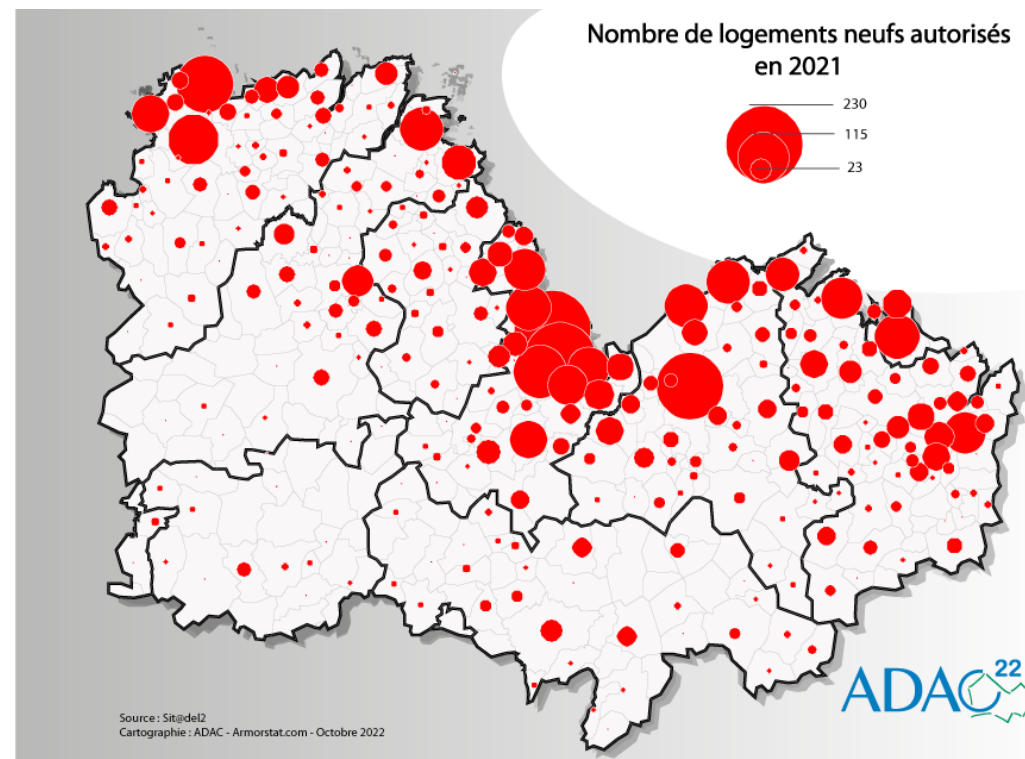 Nombre de logements neufs autorisés
en 2021
230
115
23
ADAC 22
Source : Sit@del2
Cartographie : ADAC - Armorstat.com - Octobre 2022